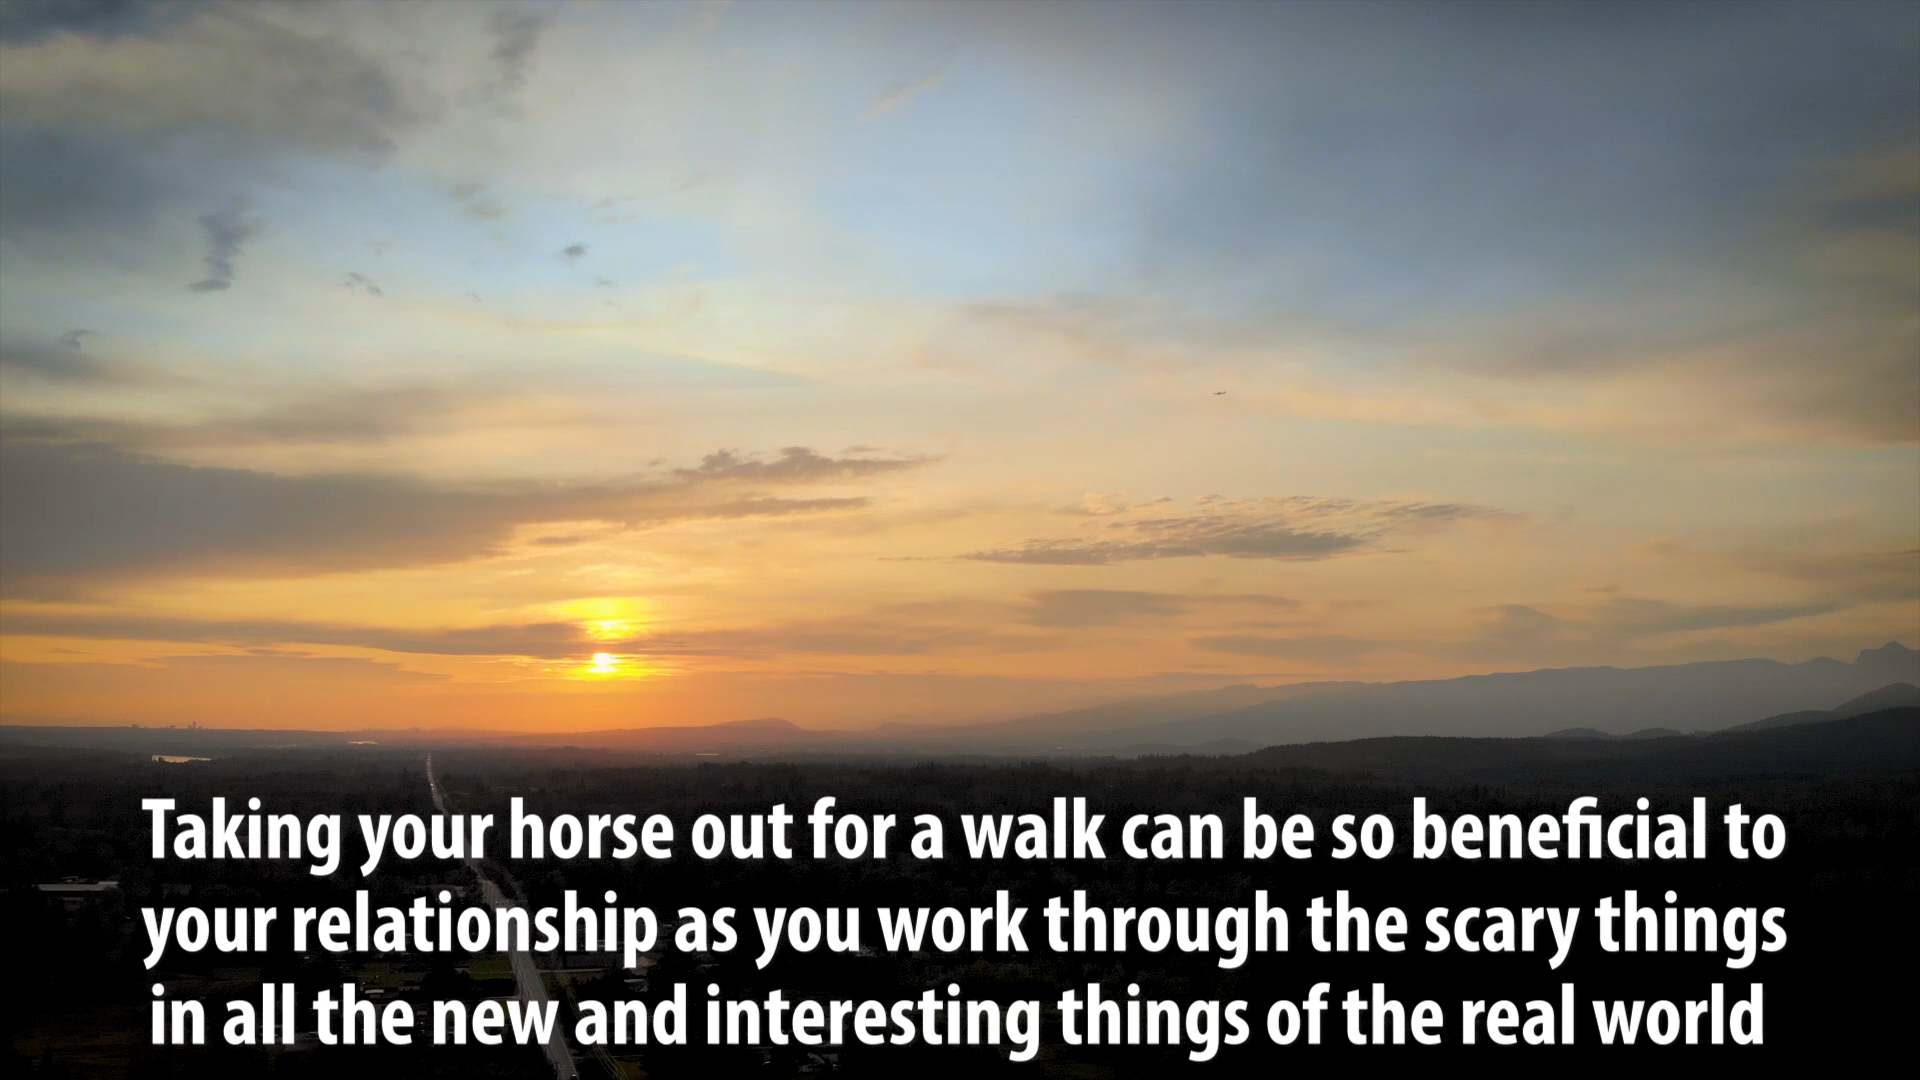 Taking your horse out for a walk can be so beneficial to
your relationship as you work through the scary things
in all the new and interesting things of the real world